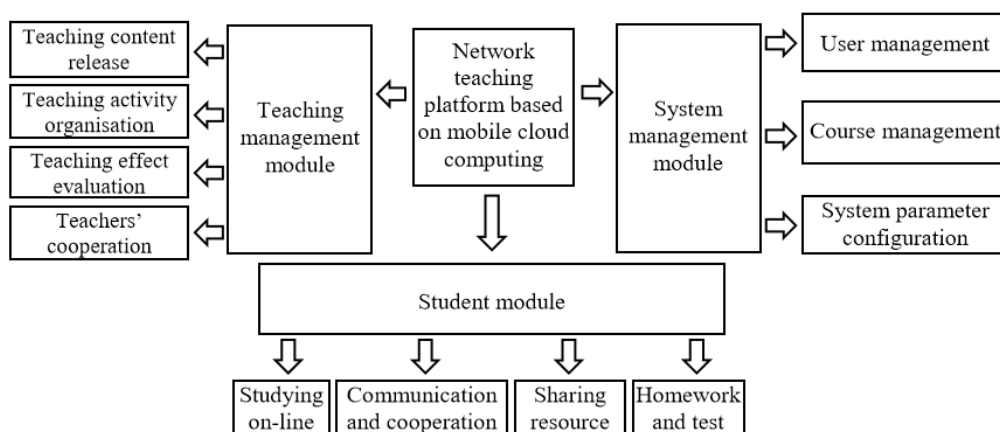 Teaching content
release
Teaching activity
organisation
Teaching effect
evaluation
Teachers’
cooperation
Teaching
management
module
Network
teaching
platform based
on mobile cloud
computing
System
management
module
User management
Course management
System parameter
configuration
Student module
Studying
on-line
Communication
and cooperation
Sharing
resource
Homework
and test